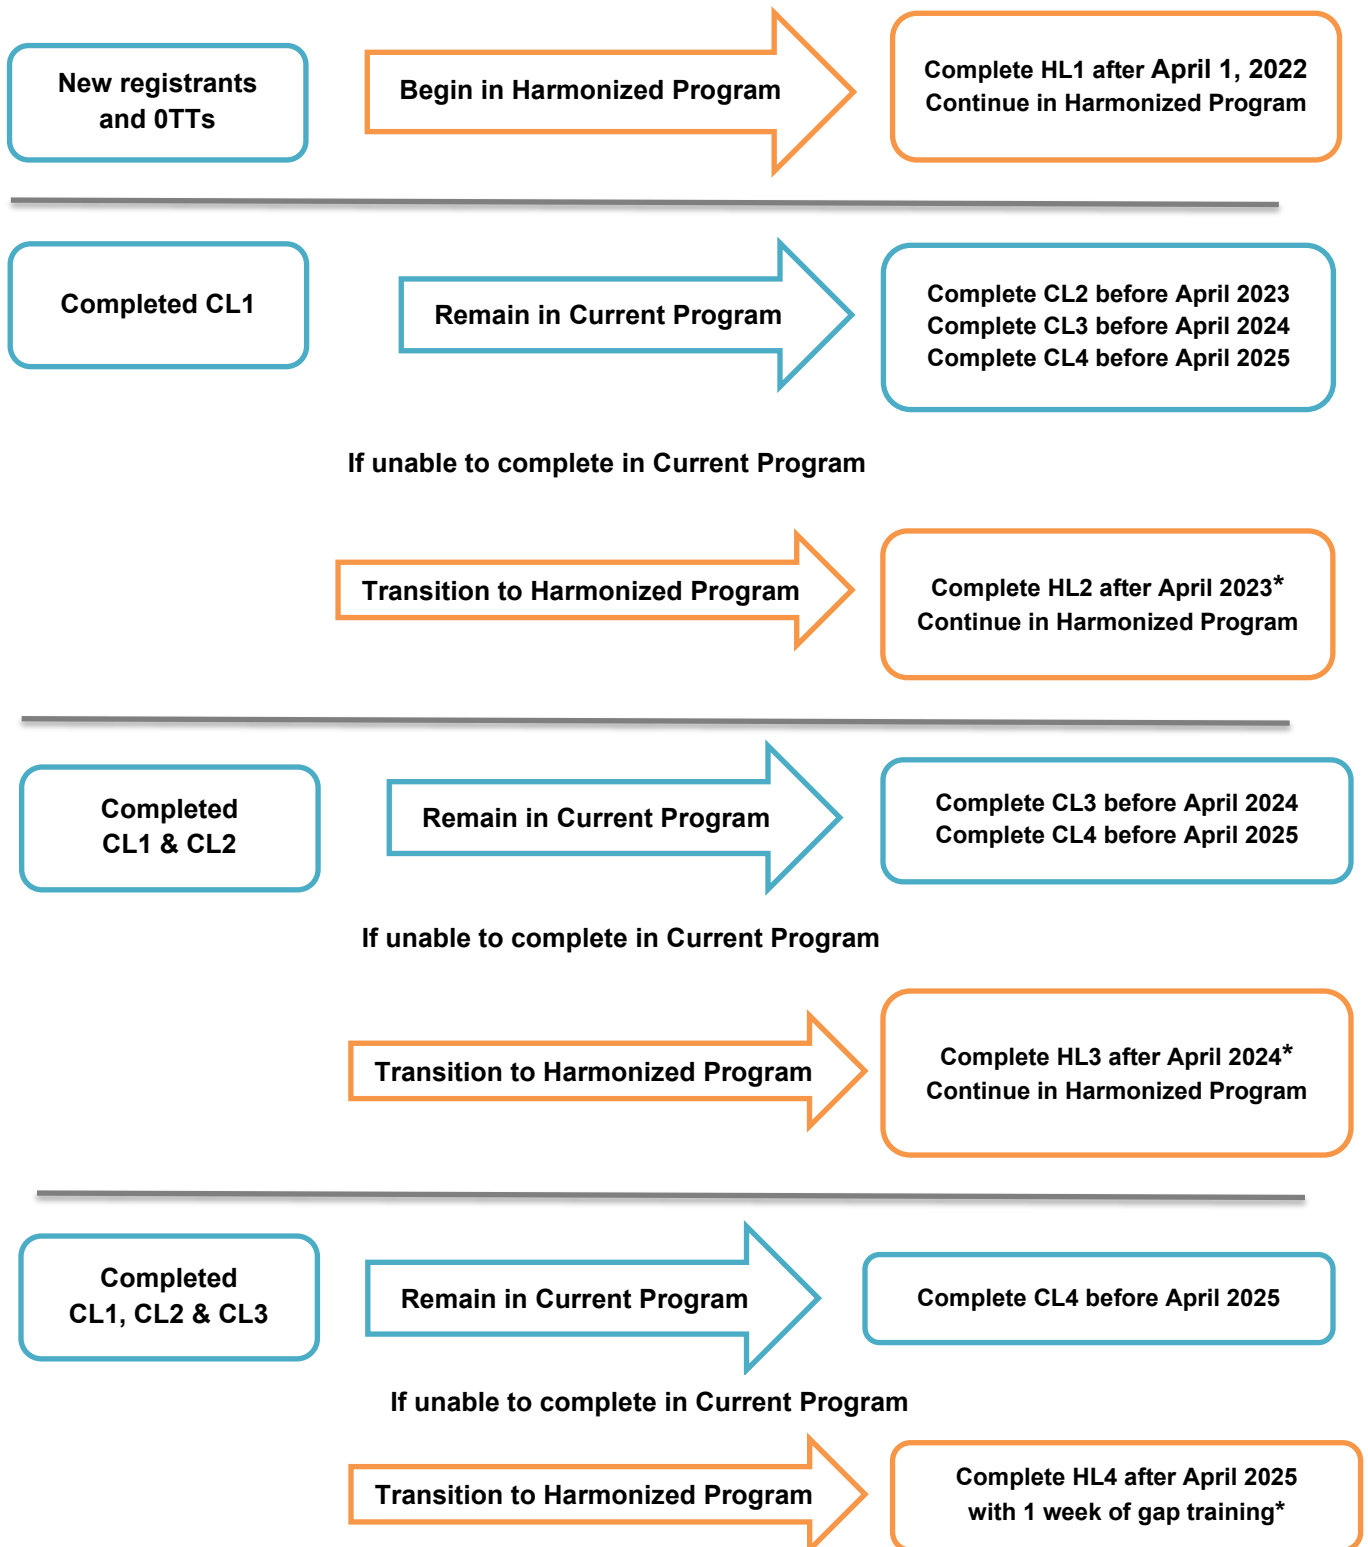 New registrants
and 0TTs
Begin in Harmonized Program
Complete HL1 after April 1, 2022
Continue in Harmonized Program
Completed CL1
Remain in Current Program
Complete CL2 before April 2023
Complete CL3 before April 2024
Complete CL4 before April 2025
If unable to complete in Current Program
Transition to Harmonized Program
Complete HL2 after April 2023*
Continue in Harmonized Program
Completed
CL1 & CL2
Remain in Current Program
Complete CL3 before April 2024
Complete CL4 before April 2025
If unable to complete in Current Program
Transition to Harmonized Program
Complete HL3 after April 2024*
Continue in Harmonized Program
Completed
CL1, CL2 & CL3
Remain in Current Program
Complete CL4 before April 2025
If unable to complete in Current Program
Transition to Harmonized Program
Complete HL4 after April 2025
with 1 week of gap training*